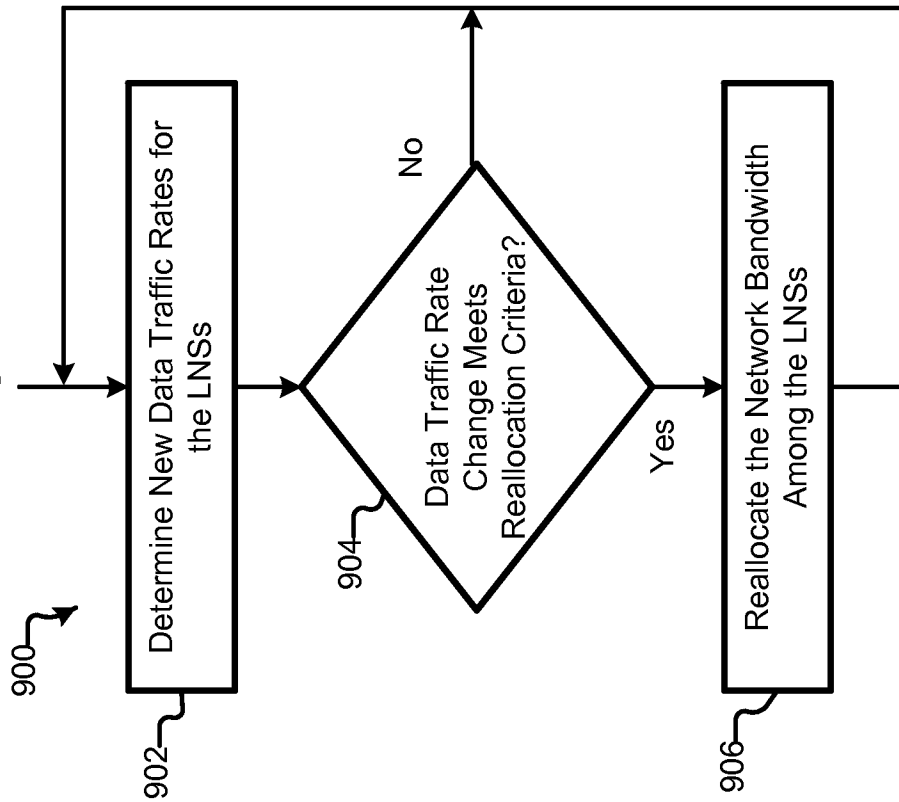 900
902
Determine New Data Traffic Rates for
the LNSs
904
Data Traffic Rate
Change Meets
Reallocation Criteria?
No
Yes
906
Reallocate the Network Bandwidth
Among the LNSs